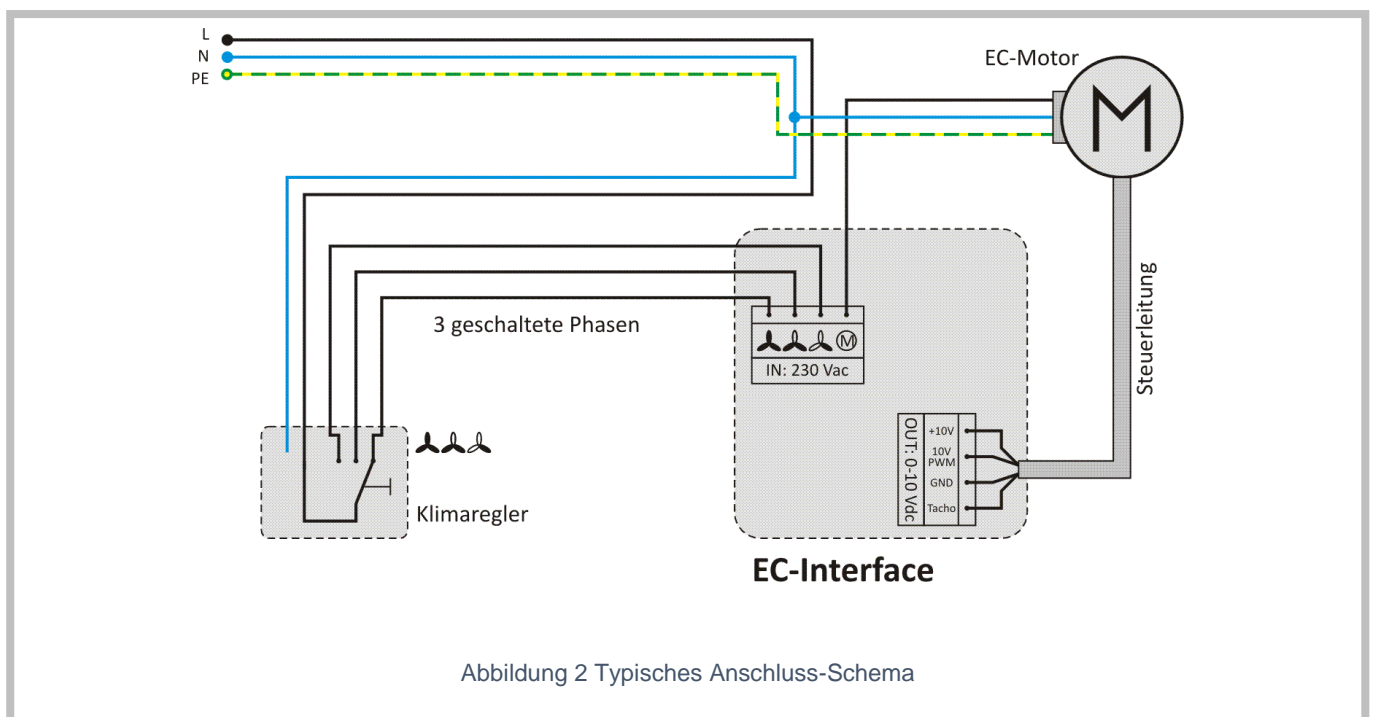 L
N
PE
EC-Motor
M
3 geschaltete Phasen
M
IN: 230 Vac
Steuerleitung
OUT: 0-10 Vdc
+10V
10V
PWM
GND
Tacho
Klimaregler
EC-Interface
Abbildung 2 Typisches Anschluss-Schema